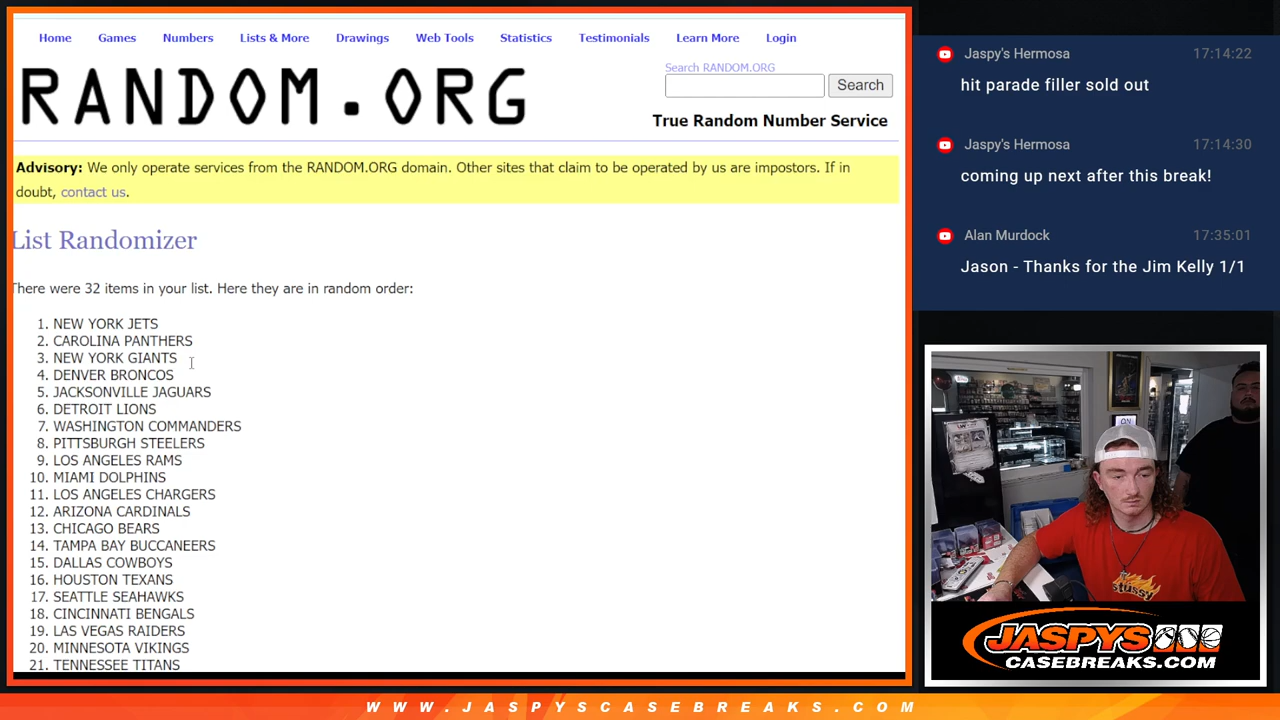 Home Games Numbers Lists & More Drawings Web Tools Statistics Testimonials Learn More Login
RANDOM.ORG
Search RANDOM.ORG
Search
True Random Number Service
Advisory: We only operate services from the RANDOM.ORG domain. Other sites that claim to be operated by us are impostors. If in
doubt, contact us.
List Randomizer
There were 32 items in your list. Here they are in random order:
1. NEW YORK JETS
2. CAROLINA PANTHERS
3. NEW YORK GIANTS
4. DENVER BRONCOS
5. JACKSONVILLE JAGUARS
6. DETROIT LIONS
7. WASHINGTON COMMANDERS
8. PITTSBURGH STEELERS
9. LOS ANGELES RAMS
10. MIAMI DOLPHINS
11. LOS ANGELES CHARGERS
12. ARIZONA CARDINALS
13. CHICAGO BEARS
14. TAMPA BAY BUCCANEERS
15. DALLAS COWBOYS
16. HOUSTON TEXANS
17. SEATTLE SEAHAWKS
18. CINCINNATI BENGALS
19. LAS VEGAS RAIDERS
20. MINNESOTA VIKINGS
21. TENNESSEE TITANS
Jaspy's Hermosa 17:14:22
hit parade filler sold out
Jaspy's Hermosa 17:14:30
coming up next after this break!
Alan Murdock 17:35:01
Jason - Thanks for the Jim Kelly 1/1
ON
stussy
JASPYS
CASEBREAKS.COM
WWW.JASPYSCASEBREAKS.COM